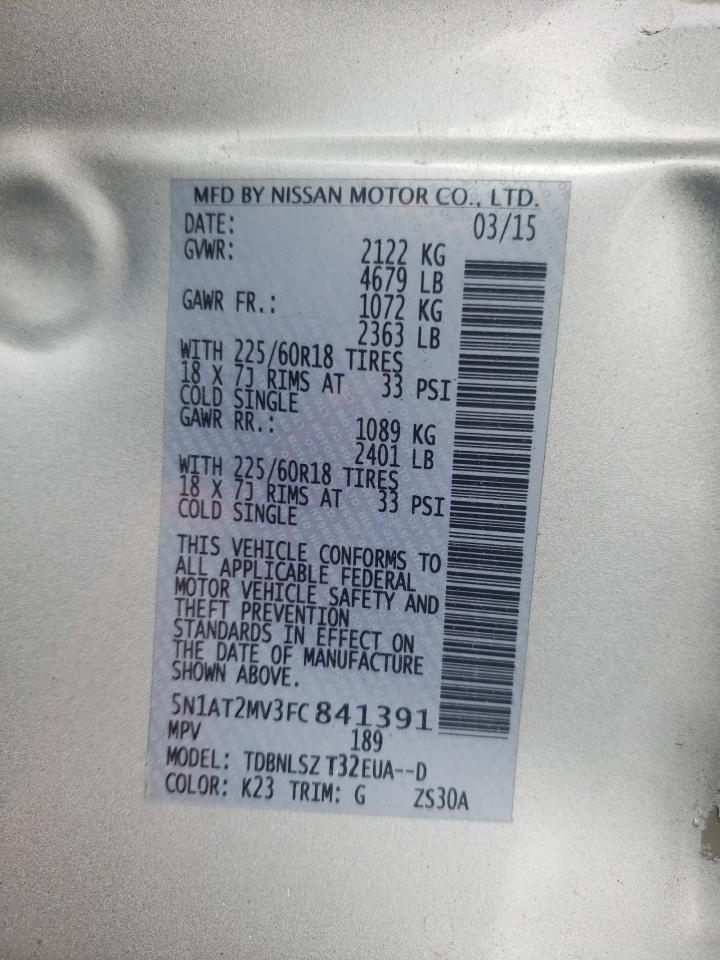 MFD BY NISSAN MOTOR CO., LTD.
DATE: 03/15
GVWR: 2122 KG
4679 LB
GAWR FR.: 1072 KG
2363 LB
WITH 225/60R18 TIRES
18 X 7J RIMS AT 33 PSI
COLD SINGLE
GAWR RR.: 1089 KG
2401 LB
WITH 225/60R18 TIRES
18 X 7J RIMS AT 33 PSI
COLD SINGLE
THIS VEHICLE CONFORMS TO
ALL APPLICABLE FEDERAL
MOTOR VEHICLE SAFETY AND
THEFT PREVENTION
STANDARDS IN EFFECT ON
THE DATE OF MANUFACTURE
SHOWN ABOVE.
5N1AT2MV3FC841391
MPV 189
MODEL: TDBNLSZ T32EUA--D
COLOR: K23 TRIM: G ZS30A